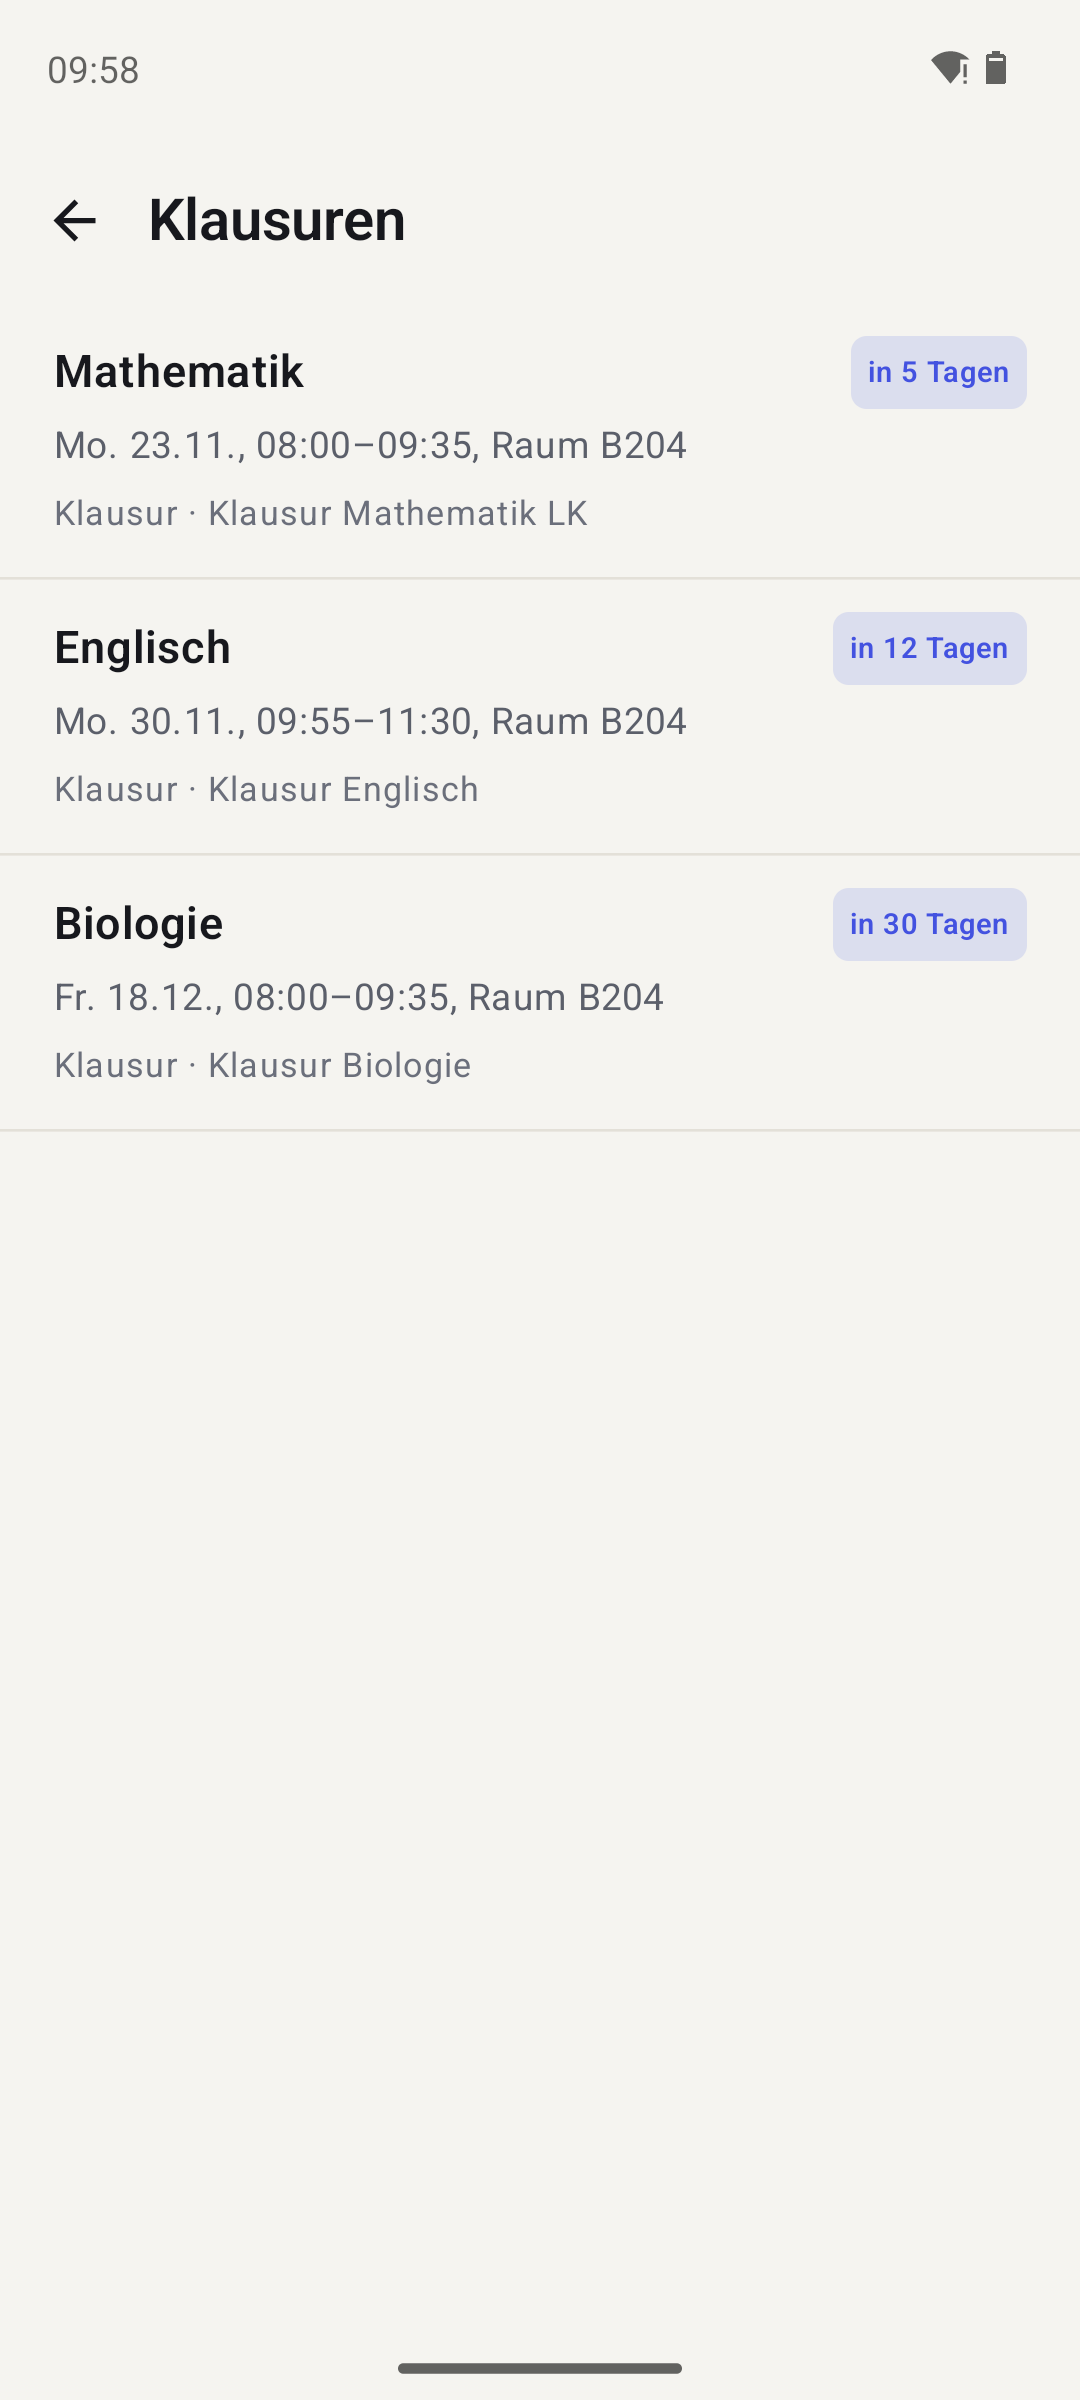 09:58
Klausuren
Mathematik
in 5 Tagen
Mo. 23.11., 08:00–09:35, Raum B204
Klausur · Klausur Mathematik LK
Englisch
in 12 Tagen
Mo. 30.11., 09:55–11:30, Raum B204
Klausur · Klausur Englisch
Biologie
in 30 Tagen
Fr. 18.12., 08:00–09:35, Raum B204
Klausur · Klausur Biologie